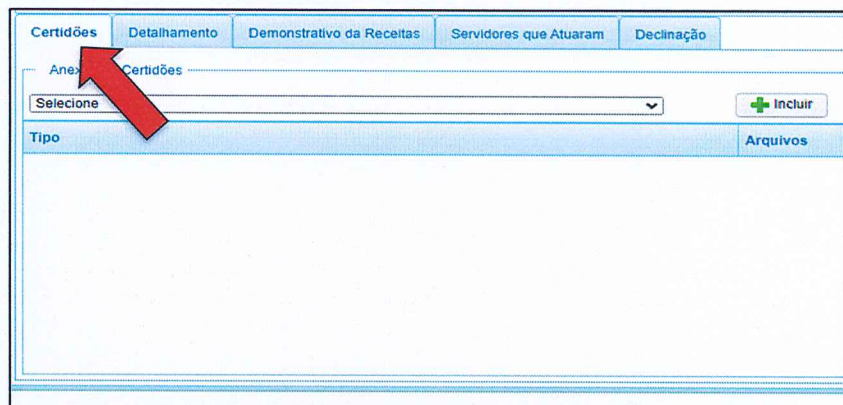 Certidões Detalhamento Demonstrativo da Receitas Servidores que Atuaram Declinação
Certidões
Selecione Incluir
Tipo Arquivos